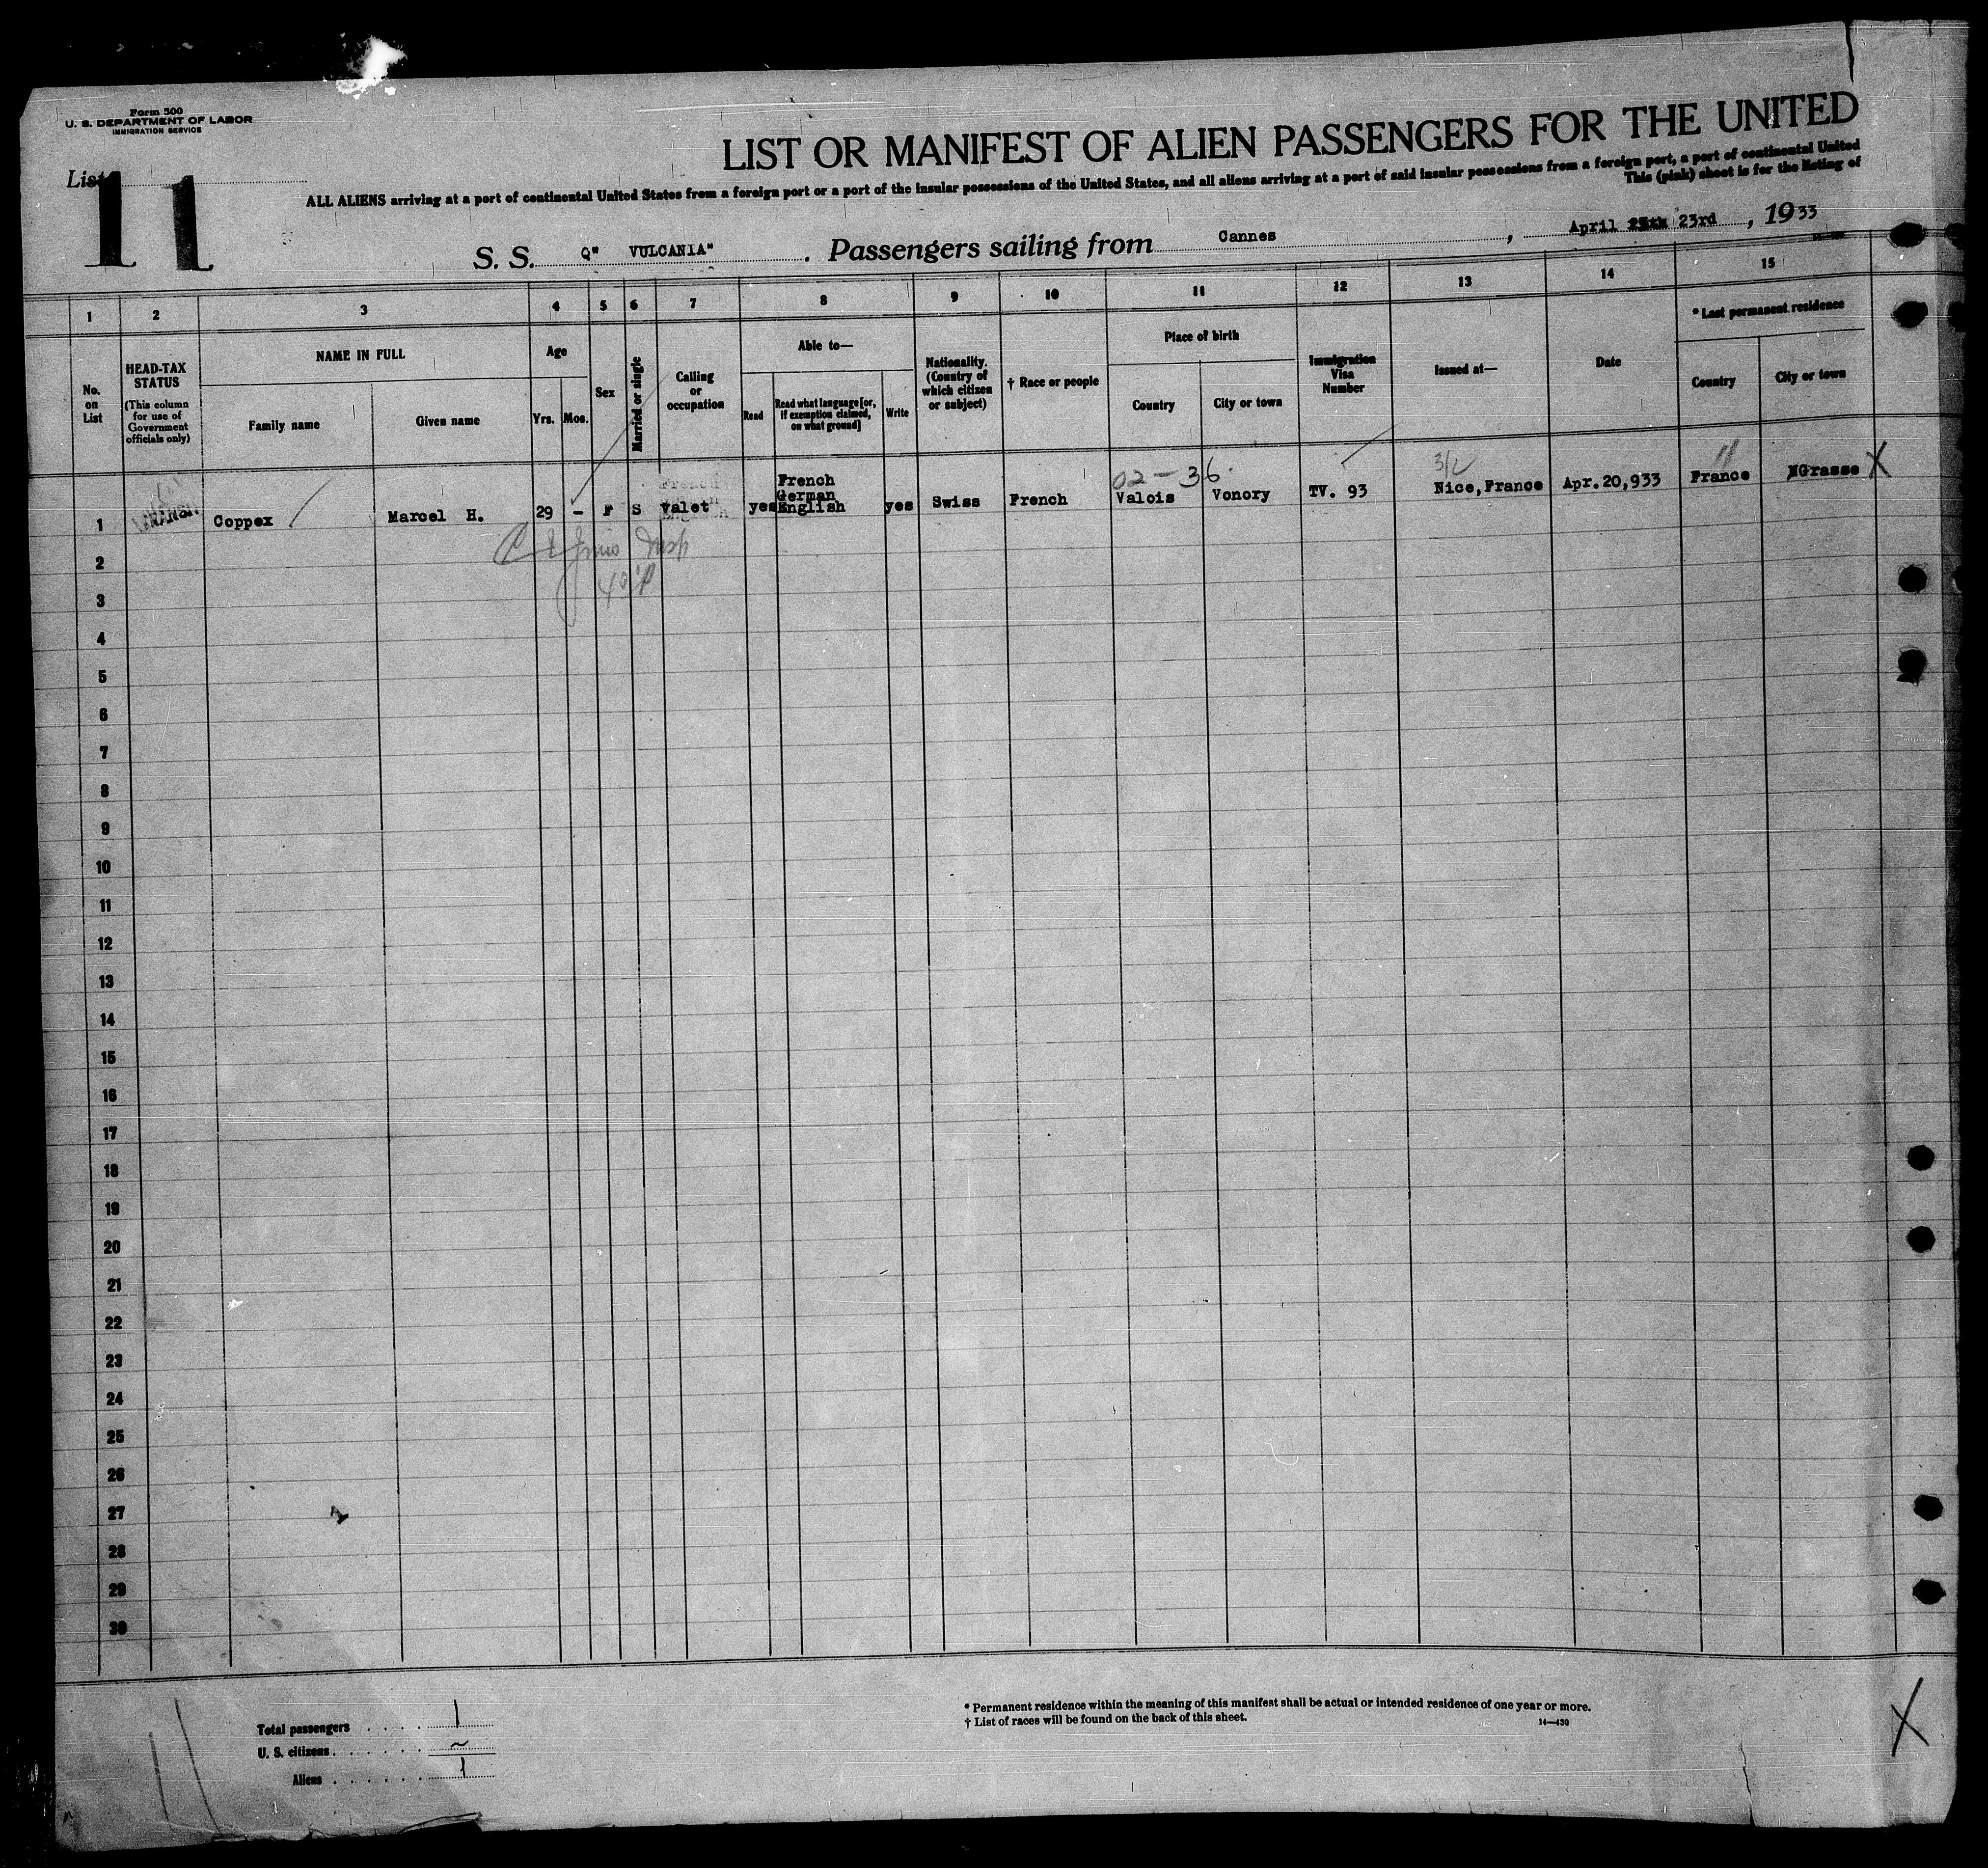 Form 500
U. S. DEPARTMENT OF LABOR
IMMIGRATION SERVICE
List
11
LIST OR MANIFEST OF ALIEN PASSENGERS FOR THE UNITED
ALL ALIENS arriving at a port of continental United States from a foreign port or a port of the insular possessions of the United States, and all aliens arriving at a port of said insular possessions from a foreign port, a port of continental United
This (pink) sheet is for the listing of
S. S. Q" VULCANIA" . Passengers sailing from Cannes , April 23rd , 1933
1 2 3 4 5 6 7 8 9 10 11 12 13 14 15
No. on List
HEAD-TAX STATUS
(This column for use of Government officials only)
NAME IN FULL
Family name
Given name
Age
Yrs.
Mos.
Sex
Married or single
Calling or occupation
Able to—
Read
Read what language [or, if exemption claimed, on what ground]
Write
Nationality. (Country of which citizen or subject)
† Race or people
Place of birth
Country
City or town
Immigration Visa Number
Issued at—
Date
* Last permanent residence
Country
City or town
02 - 36
1 TRANSIT Coppex Marcel H. 29 - F S valet yes French German English yes Swiss French Valois Vonory TV. 93 Nice, France Apr. 20, 933 France Grasse X
2
3
4
5
6
7
8
9
10
11
12
13
14
15
16
17
18
19
20
21
22
23
24
25
26
27
28
29
30
Total passengers . . . . . 1
U. S. citizens . . . . . . ~
Aliens . . . . . . 1
* Permanent residence within the meaning of this manifest shall be actual or intended residence of one year or more.
† List of races will be found on the back of this sheet.
14—430
X